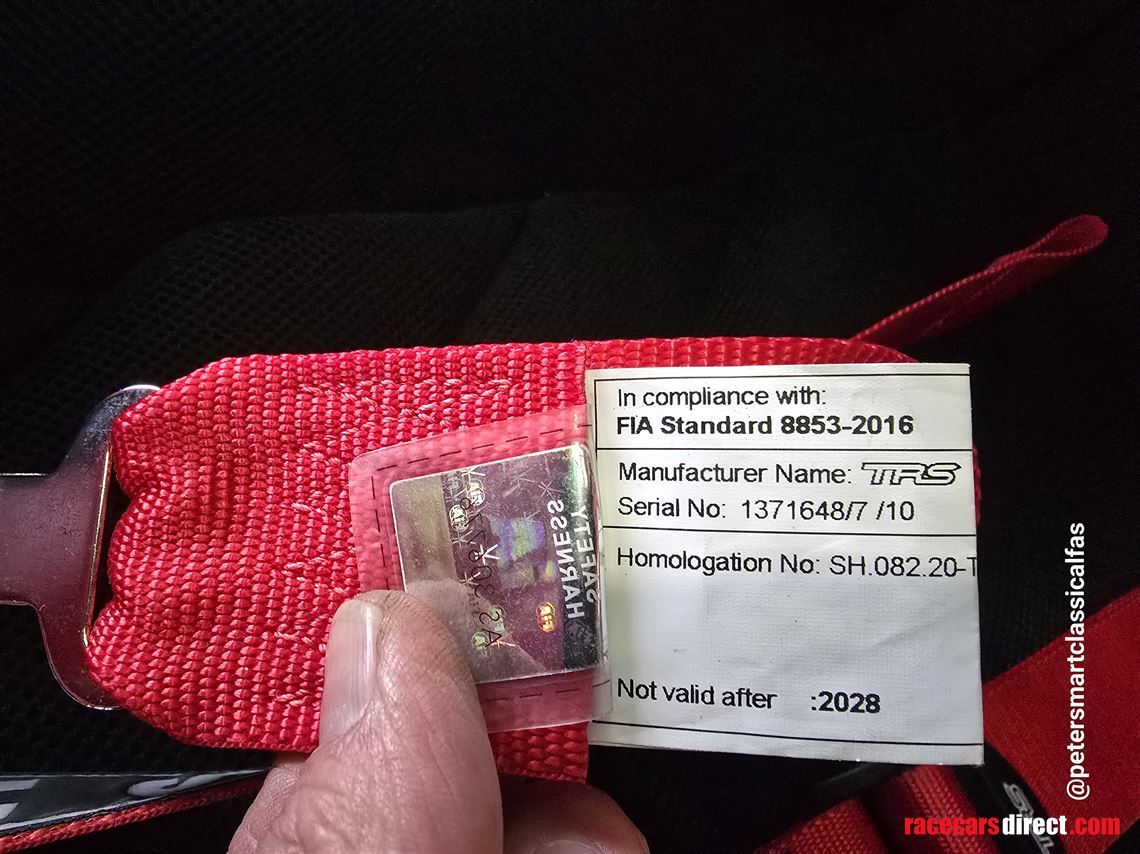 In compliance with:
FIA Standard 8853-2016
Manufacturer Name: TRS
Serial No: 1371648/7 /10
Homologation No: SH.082.20-T
Not valid after :2028
SAFETY
HARNESS
@petersmartclassicalfas
racecarsdirect.com